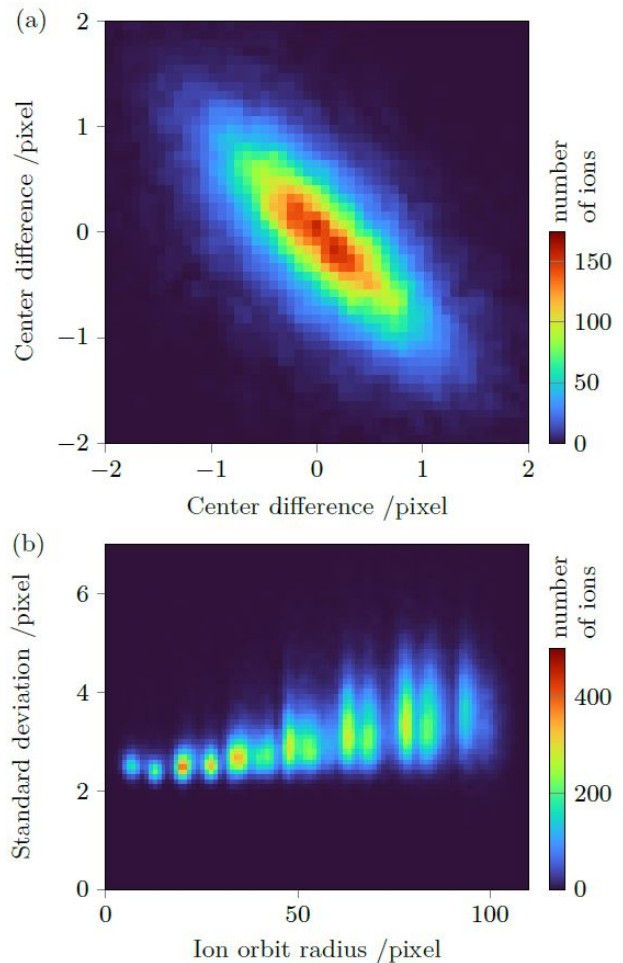 (a)
2
1
0
−1
−2
Center difference /pixel
−2
−1
0
1
2
Center difference /pixel
number
of ions
150
100
50
0
(b)
6
4
2
0
Standard deviation /pixel
0
50
100
Ion orbit radius /pixel
number
of ions
400
200
0